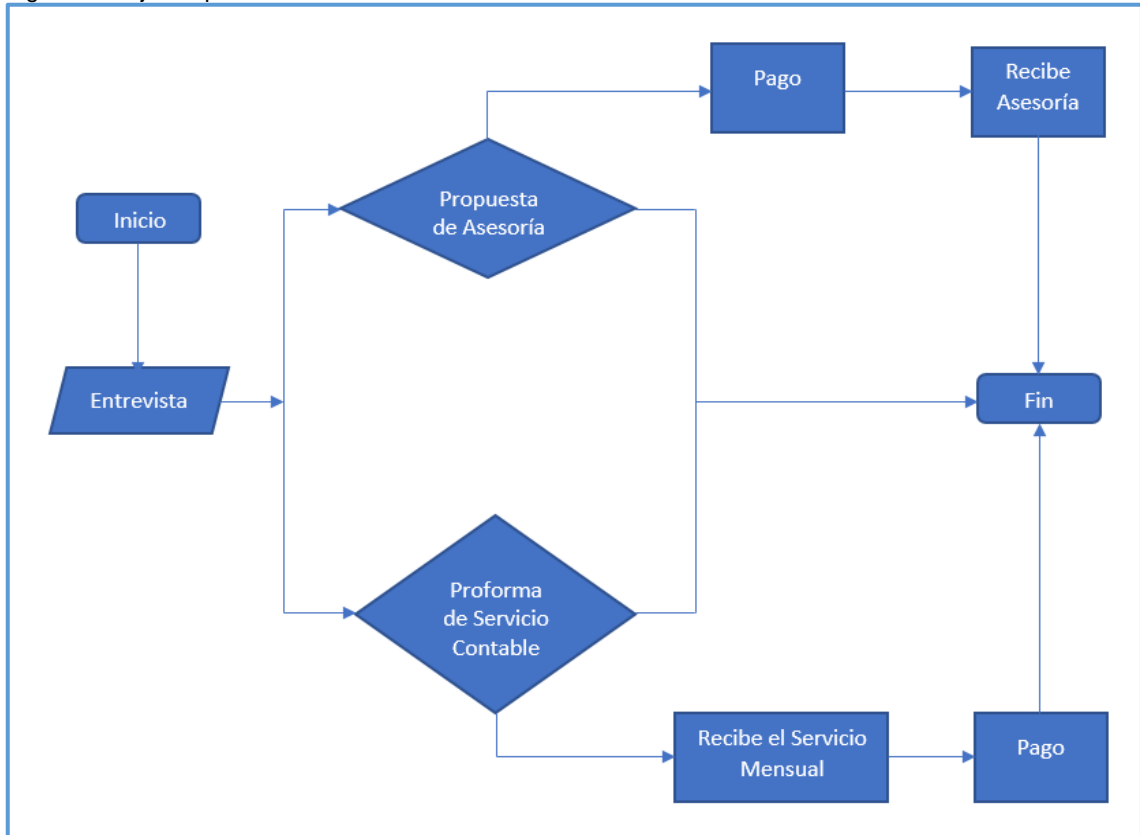 Pago
Recibe
Asesoría
Propuesta
de Asesoría
Inicio
Entrevista
Fin
Proforma
de Servicio
Contable
Recibe el Servicio
Mensual
Pago